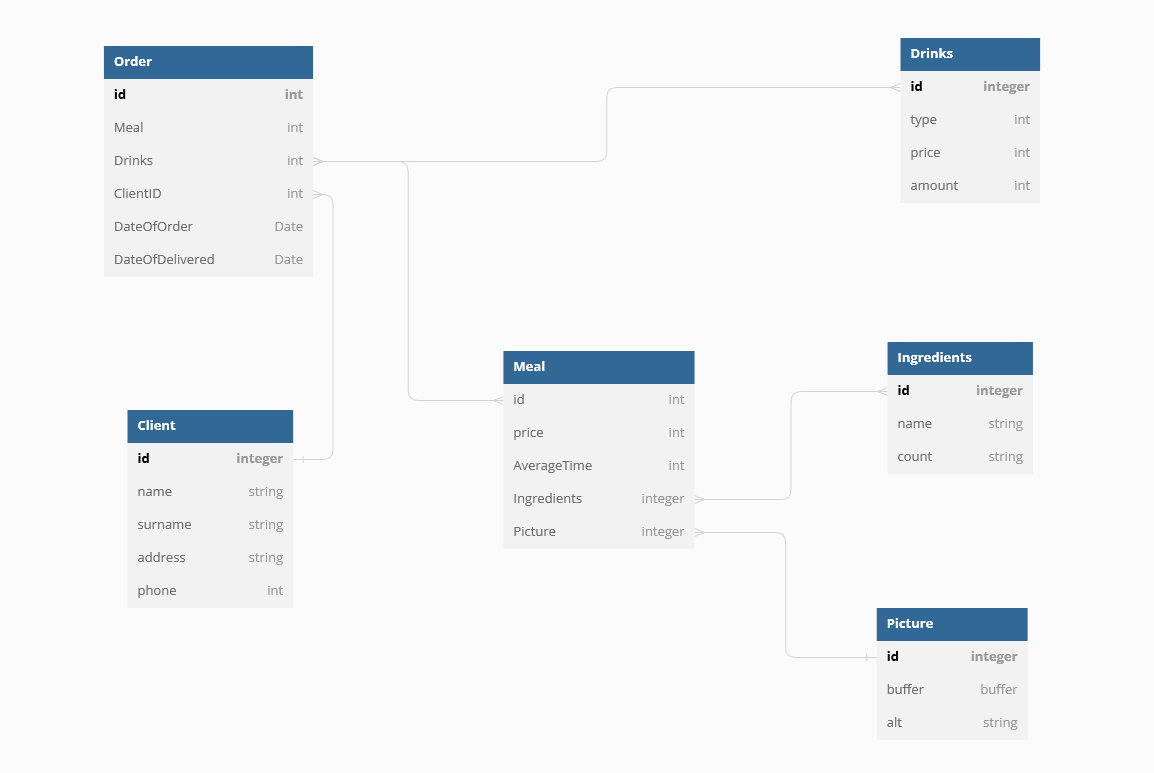 Order
id int
Meal int
Drinks int
ClientID int
DateOfOrder Date
DateOfDelivered Date
Drinks
id integer
type int
price int
amount int
Meal
id int
price int
AverageTime int
Ingredients integer
Picture integer
Ingredients
id integer
name string
count string
Client
id integer
name string
surname string
address string
phone int
Picture
id integer
buffer buffer
alt string